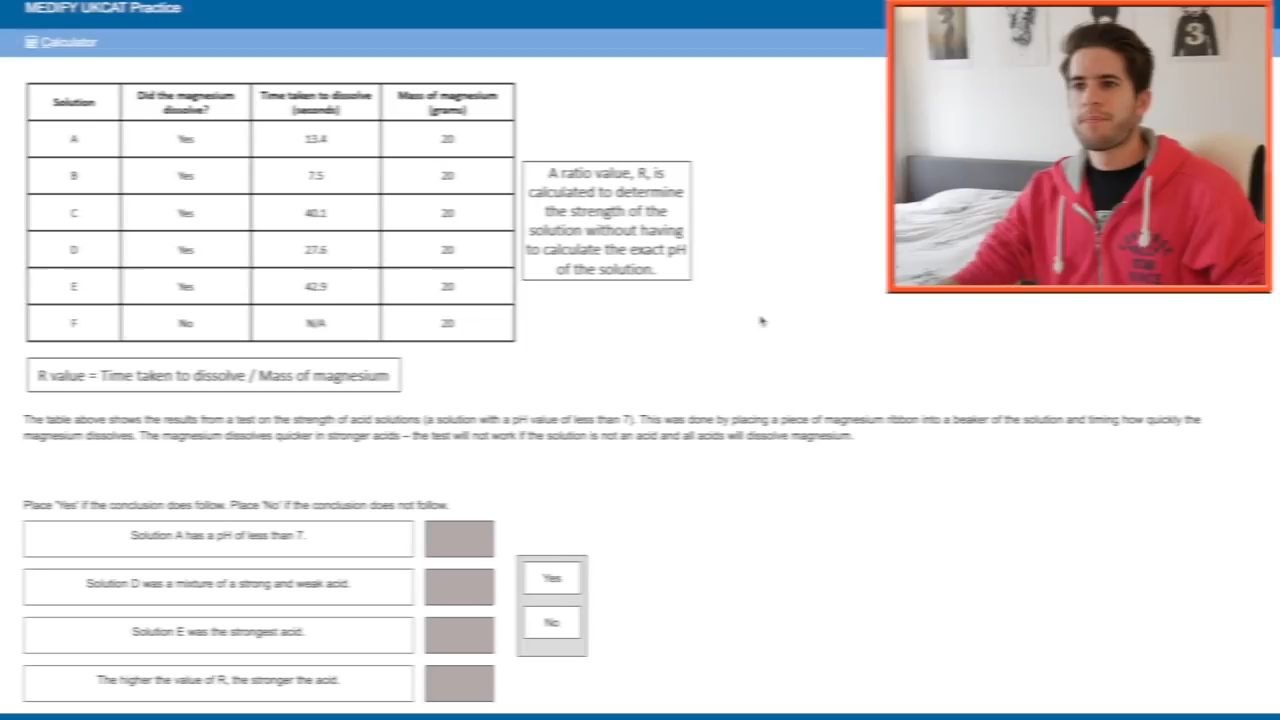 MEDIFY UKCAT Practice
Calculator
Solution Did the magnesium dissolve? Time taken to dissolve (seconds) Mass of magnesium (grams)
A Yes 13.4 20
B Yes 7.5 20
C Yes 40.1 20
D Yes 27.6 20
E Yes 42.9 20
F No N/A 20
A ratio value, R, is
calculated to determine
the strength of the
solution without having
to calculate the exact pH
of the solution.
R value = Time taken to dissolve / Mass of magnesium
The table above shows the results from a test on the strength of acid solutions (a solution with a pH value of less than 7). This was done by placing a piece of magnesium ribbon into a beaker of the solution and timing how quickly the
magnesium dissolves. The magnesium dissolves quicker in stronger acids – the test will not work if the solution is not an acid and all acids will dissolve magnesium.
Place 'Yes' if the conclusion does follow. Place 'No' if the conclusion does not follow.
Solution A has a pH of less than 7.
Solution D was a mixture of a strong and weak acid.
Solution E was the strongest acid.
The higher the value of R, the stronger the acid.
Yes
No
3